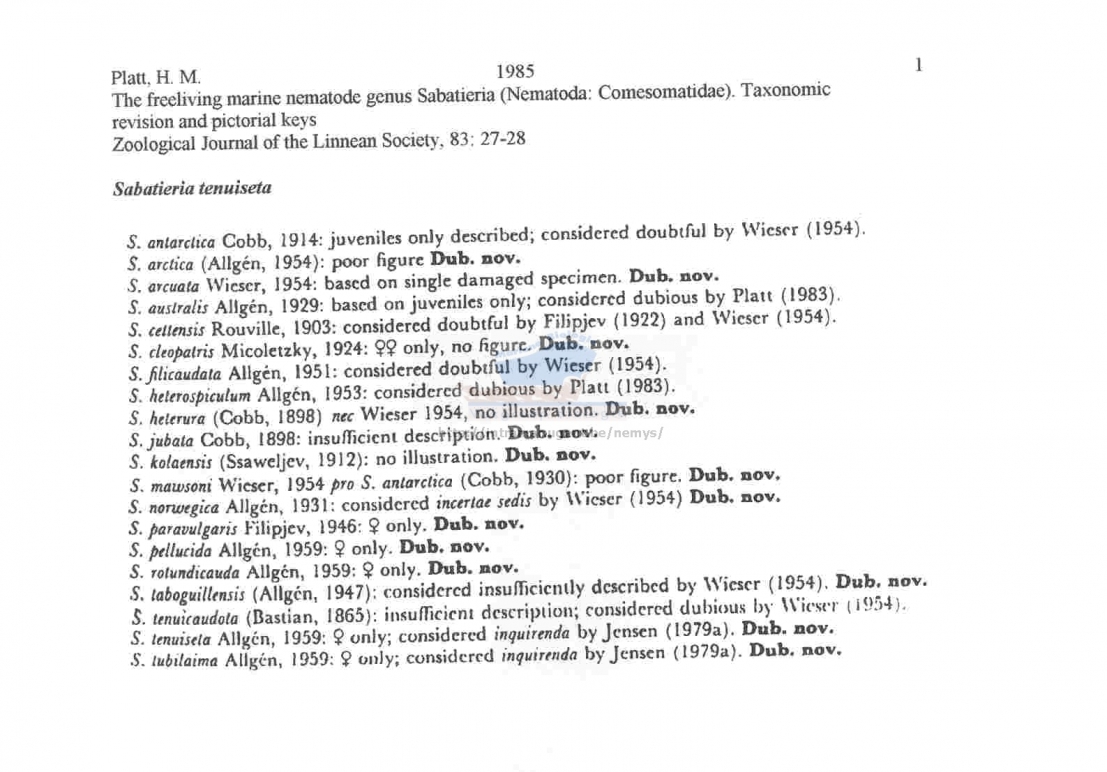 Platt, H. M. 1985 1
The freeliving marine nematode genus Sabatieria (Nematoda: Comesomatidae). Taxonomic
revision and pictorial keys
Zoological Journal of the Linnean Society, 83: 27-28
Sabatieria tenuiseta
S. antarctica Cobb, 1914: juveniles only described; considered doubtful by Wieser (1954).
S. arctica (Allgén, 1954): poor figure Dub. nov.
S. arcuata Wieser, 1954: based on single damaged specimen. Dub. nov.
S. australis Allgén, 1929: based on juveniles only; considered dubious by Platt (1983).
S. cettensis Rouville, 1903: considered doubtful by Filipjev (1922) and Wieser (1954).
S. cleopatris Micoletzky, 1924: ♀♀ only, no figure. Dub. nov.
S. filicaudata Allgén, 1951: considered doubtful by Wieser (1954).
S. heterospiculum Allgén, 1953: considered dubious by Platt (1983).
S. heterura (Cobb, 1898) nec Wieser 1954, no illustration. Dub. nov.
S. jubata Cobb, 1898: insufficient description. Dub. nov.
S. kolaensis (Ssaweljev, 1912): no illustration. Dub. nov.
S. mawsoni Wieser, 1954 pro S. antarctica (Cobb, 1930): poor figure. Dub. nov.
S. norwegica Allgén, 1931: considered incertae sedis by Wieser (1954) Dub. nov.
S. paravulgaris Filipjev, 1946: ♀ only. Dub. nov.
S. pellucida Allgén, 1959: ♀ only. Dub. nov.
S. rotundicauda Allgén, 1959: ♀ only. Dub. nov.
S. taboguillensis (Allgén, 1947): considered insufficiently described by Wieser (1954). Dub. nov.
S. tenuicaudota (Bastian, 1865): insufficient description; considered dubious by Wieser (1954).
S. tenuiseta Allgén, 1959: ♀ only; considered inquirenda by Jensen (1979a). Dub. nov.
S. tubilaima Allgén, 1959: ♀ only; considered inquirenda by Jensen (1979a). Dub. nov.